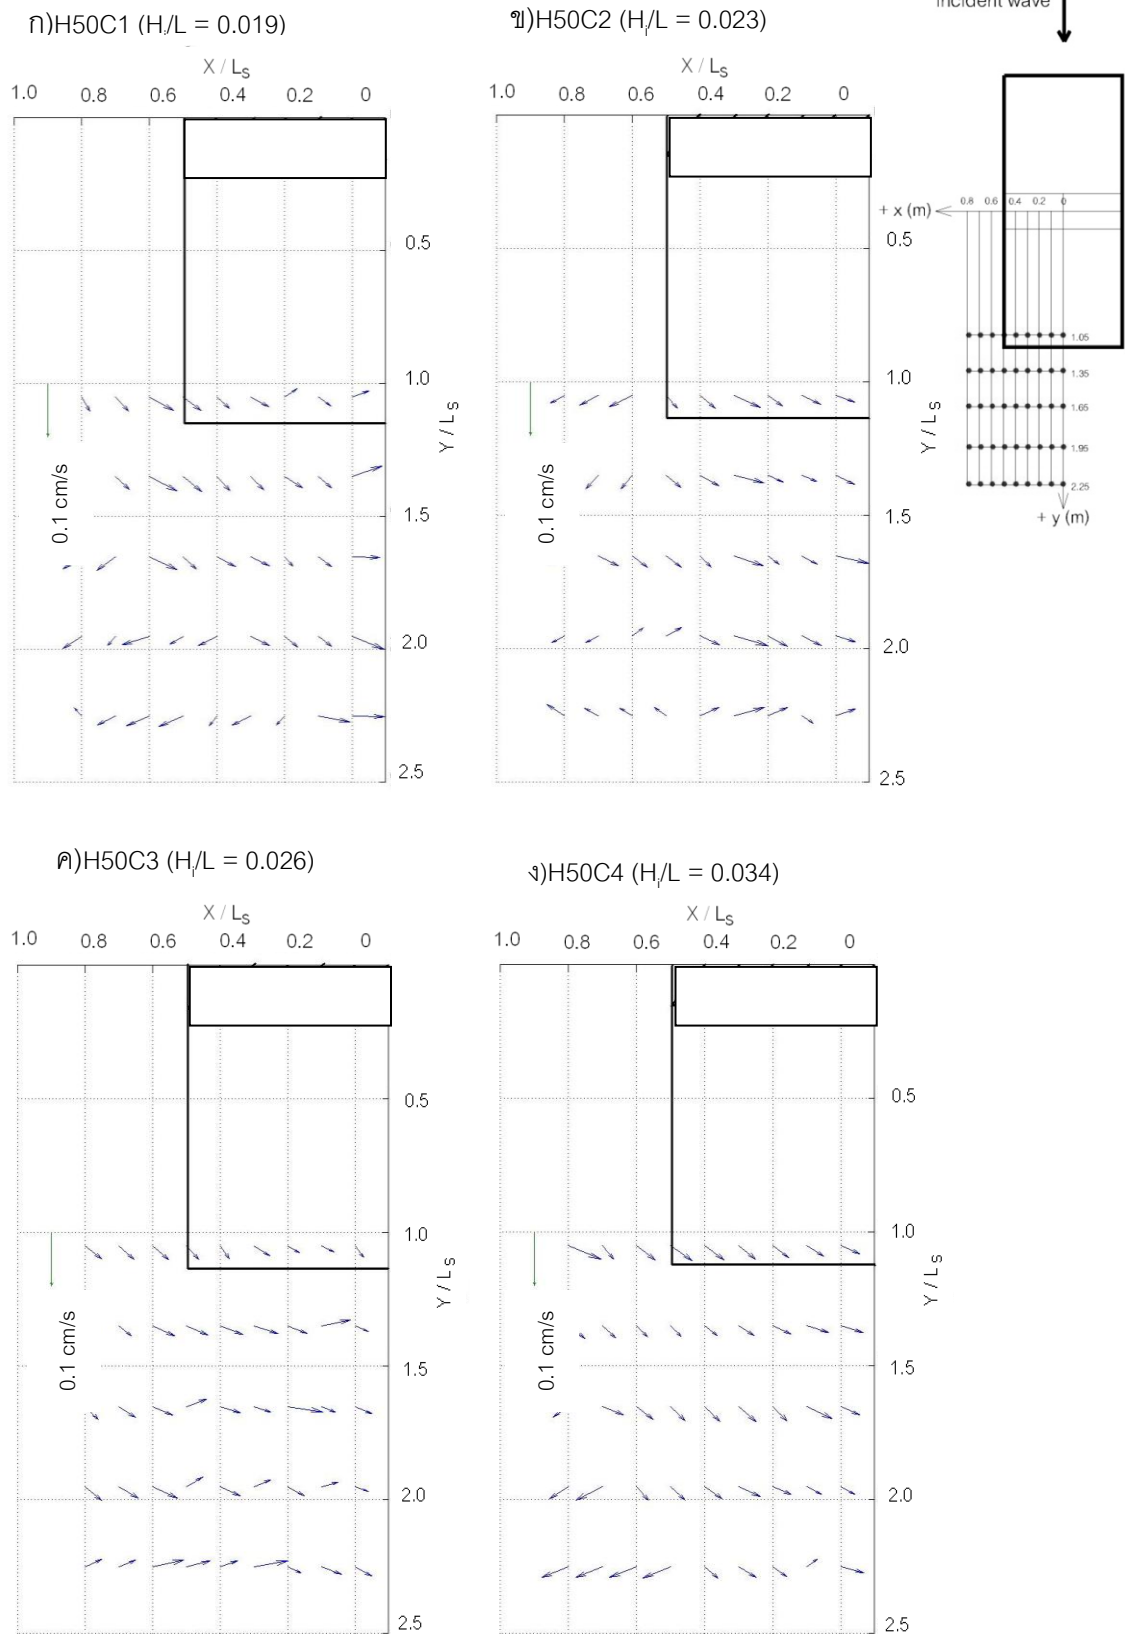 ก)H50C1 (Hᵢ/L = 0.019)
X / LS
1.0 0.8 0.6 0.4 0.2 0
0.5
1.0
1.5
2.0
2.5
Y / LS
0.1 cm/s
ข)H50C2 (Hᵢ/L = 0.023)
X / LS
1.0 0.8 0.6 0.4 0.2 0
0.5
1.0
1.5
2.0
2.5
Y / LS
0.1 cm/s
incident wave
0.8 0.6 0.4 0.2 0
+ x (m)
1.05
1.35
1.65
1.95
2.25
+ y (m)
ค)H50C3 (Hᵢ/L = 0.026)
X / LS
1.0 0.8 0.6 0.4 0.2 0
0.5
1.0
1.5
2.0
2.5
Y / LS
0.1 cm/s
ง)H50C4 (Hᵢ/L = 0.034)
X / LS
1.0 0.8 0.6 0.4 0.2 0
0.5
1.0
1.5
2.0
2.5
Y / LS
0.1 cm/s